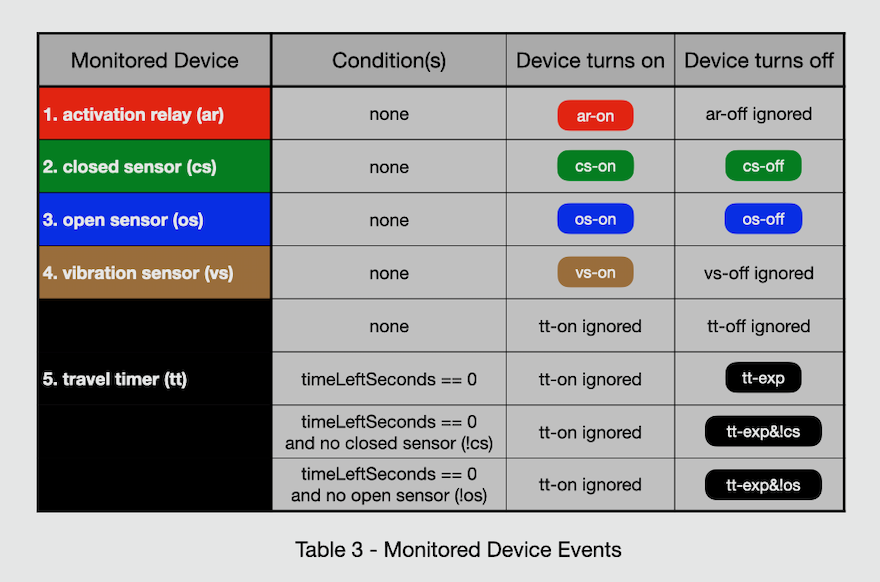 Monitored Device Condition(s) Device turns on Device turns off
1. activation relay (ar) none ar-on ar-off ignored
2. closed sensor (cs) none cs-on cs-off
3. open sensor (os) none os-on os-off
4. vibration sensor (vs) none vs-on vs-off ignored
none tt-on ignored tt-off ignored
5. travel timer (tt) timeLeftSeconds == 0 tt-on ignored tt-exp
timeLeftSeconds == 0
and no closed sensor (!cs) tt-on ignored tt-exp&!cs
timeLeftSeconds == 0
and no open sensor (!os) tt-on ignored tt-exp&!os
Table 3 - Monitored Device Events